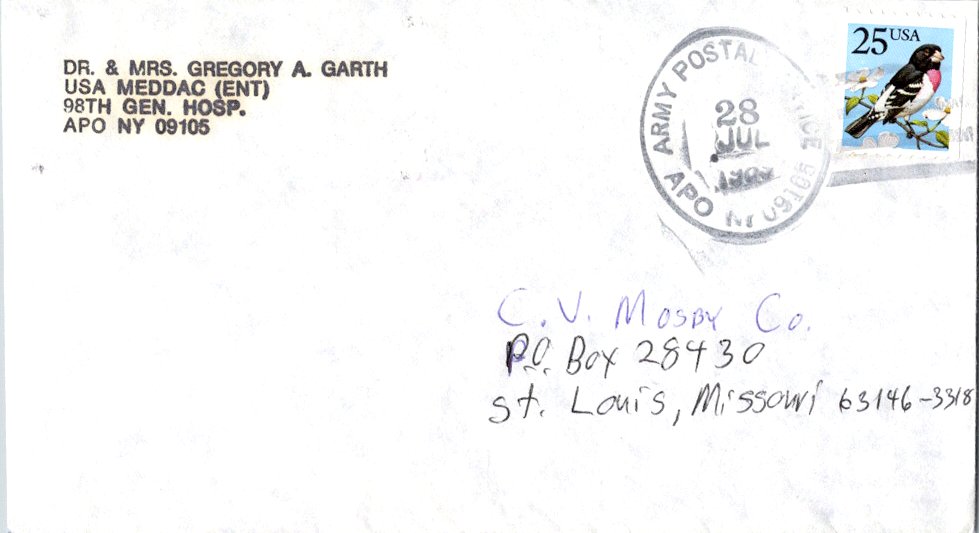 DR. & MRS. GREGORY A. GARTH
USA MEDDAC (ENT)
98TH GEN. HOSP.
APO NY 09105
ARMY POSTAL
28
JUL
APO NY 09105
25 USA
C.V. Mosby Co.
P.O. Box 28430
St. Louis, Missouri 63146-3318